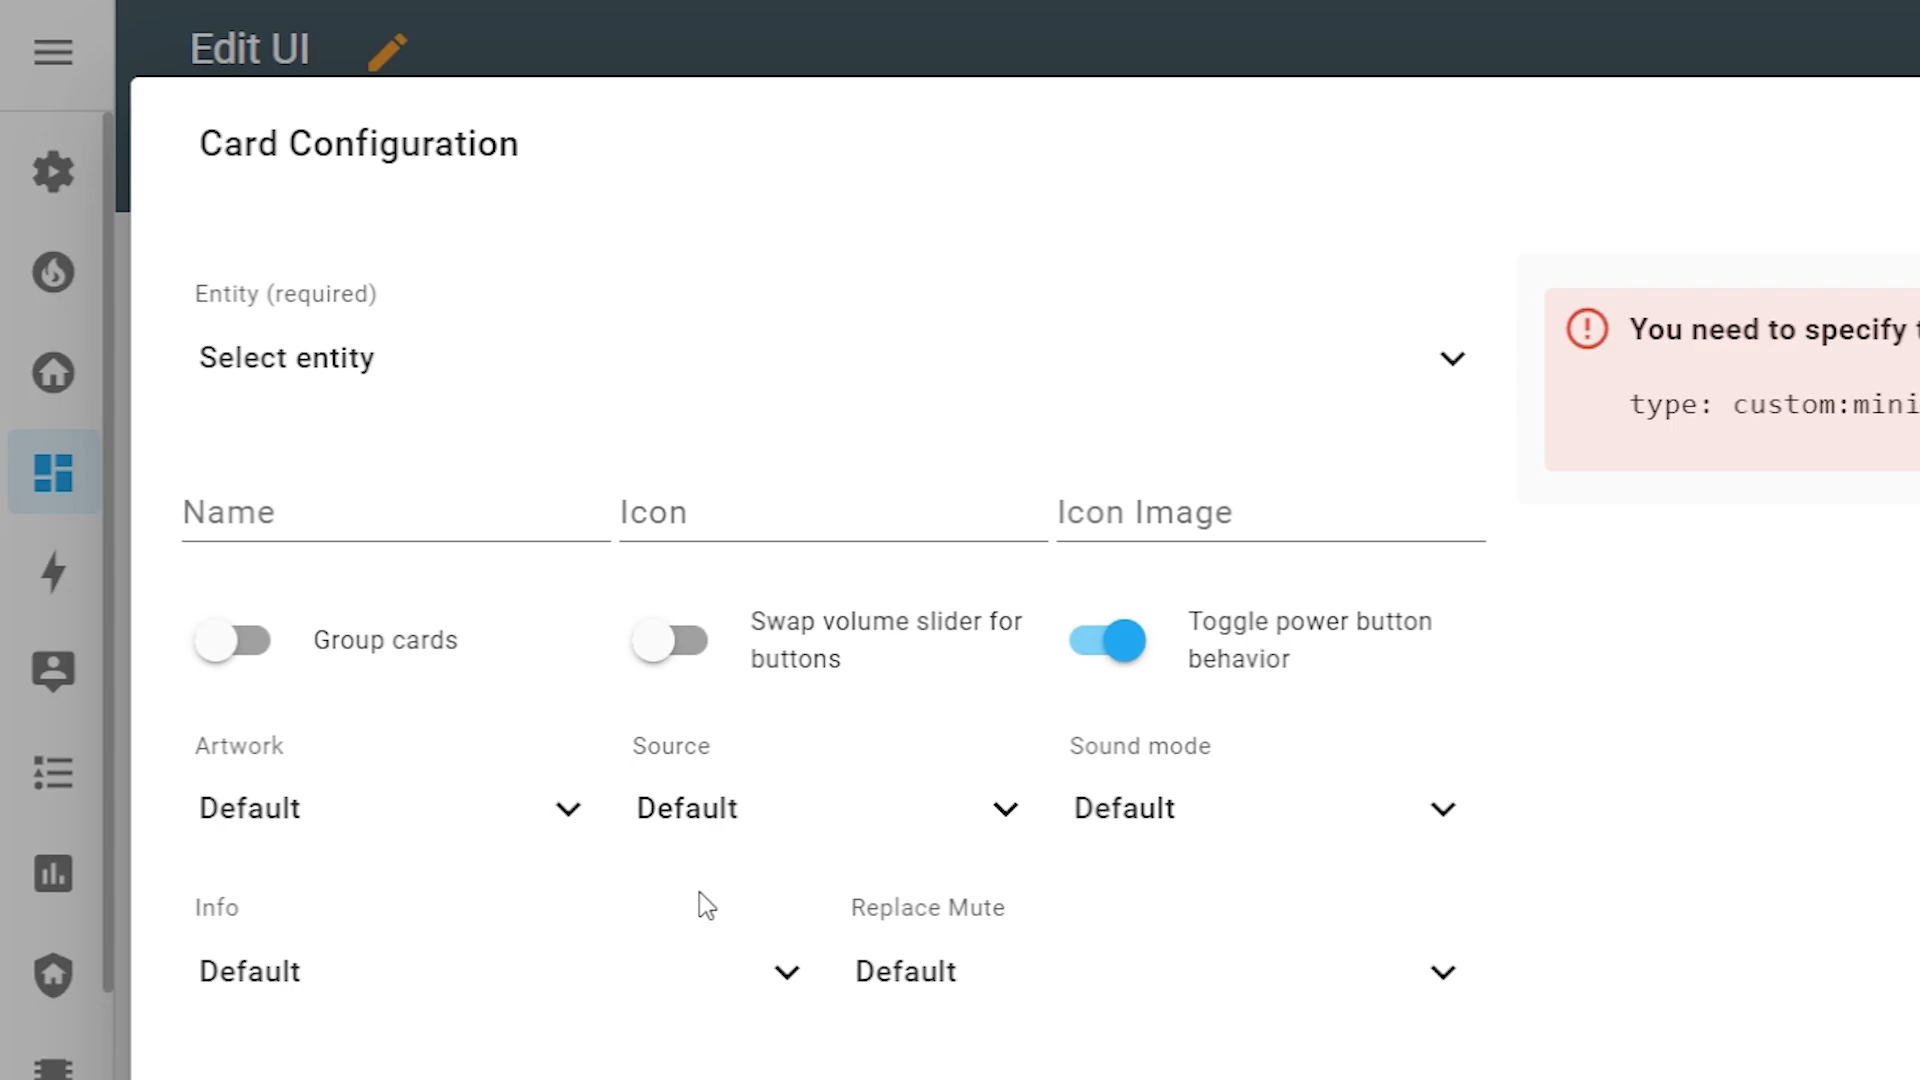 Edit UI
Card Configuration
Entity (required)
Select entity
You need to specify
type: custom:mini
Name
Icon
Icon Image
Group cards
Swap volume slider for
buttons
Toggle power button
behavior
Artwork
Source
Sound mode
Default
Default
Default
Info
Replace Mute
Default
Default